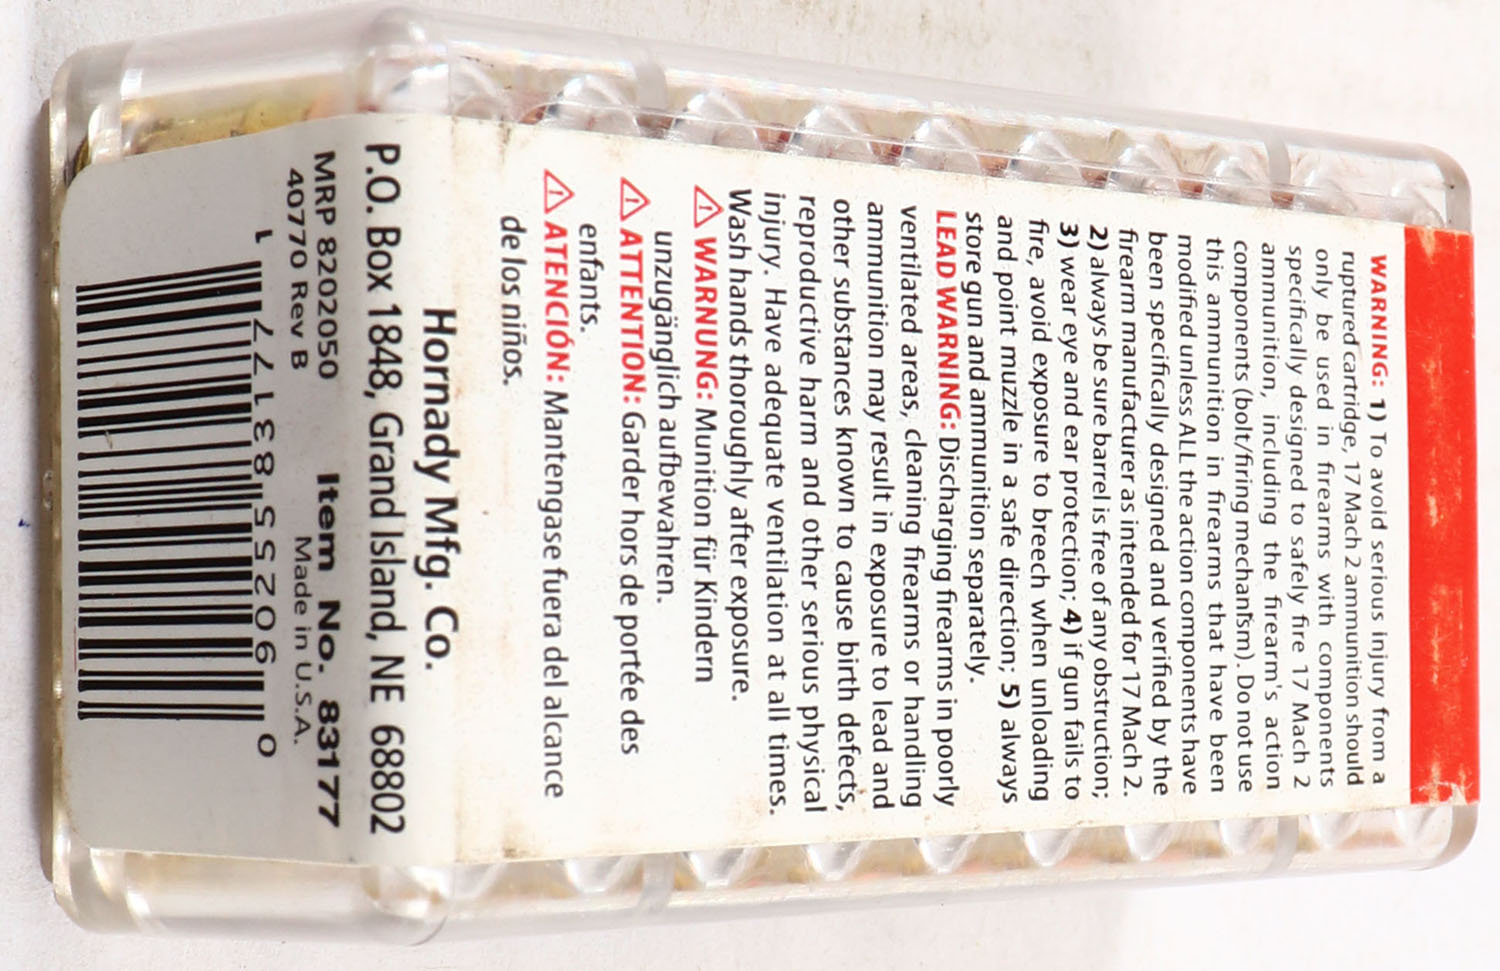 WARNING: 1) To avoid serious injury from a
ruptured cartridge, 17 Mach 2 ammunition should
only be used in firearms with components
specifically designed to safely fire 17 Mach 2
ammunition, including the firearm's action
components (bolt/firing mechanism). Do not use
this ammunition in firearms that have been
modified unless ALL the action components have
been specifically designed and verified by the
firearm manufacturer as intended for 17 Mach 2.
2) always be sure barrel is free of any obstruction;
3) wear eye and ear protection; 4) if gun fails to
fire, avoid exposure to breech when unloading
and point muzzle in a safe direction; 5) always
store gun and ammunition separately.
LEAD WARNING: Discharging firearms in poorly
ventilated areas, cleaning firearms or handling
ammunition may result in exposure to lead and
other substances known to cause birth defects,
reproductive harm and other serious physical
injury. Have adequate ventilation at all times.
Wash hands thoroughly after exposure.
⚠ WARNUNG: Munition für Kindern
unzugänglich aufbewahren.
⚠ ATTENTION: Garder hors de portée des
enfants.
⚠ ATENCIÓN: Mantengase fuera del alcance
de los niños.
Hornady Mfg. Co.
P.O. Box 1848, Grand Island, NE 68802
MRP 8202050 Item No. 83177
40770 Rev B Made in U.S.A.
0 90255 83177 1